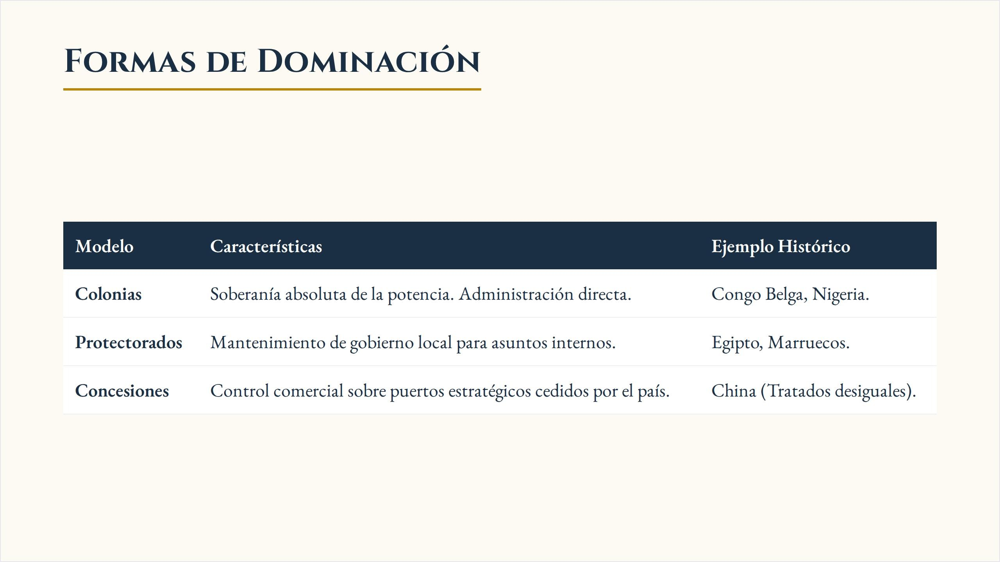 Formas de Dominación
Modelo Características Ejemplo Histórico
Colonias Soberanía absoluta de la potencia. Administración directa. Congo Belga, Nigeria.
Protectorados Mantenimiento de gobierno local para asuntos internos. Egipto, Marruecos.
Concesiones Control comercial sobre puertos estratégicos cedidos por el país. China (Tratados desiguales).